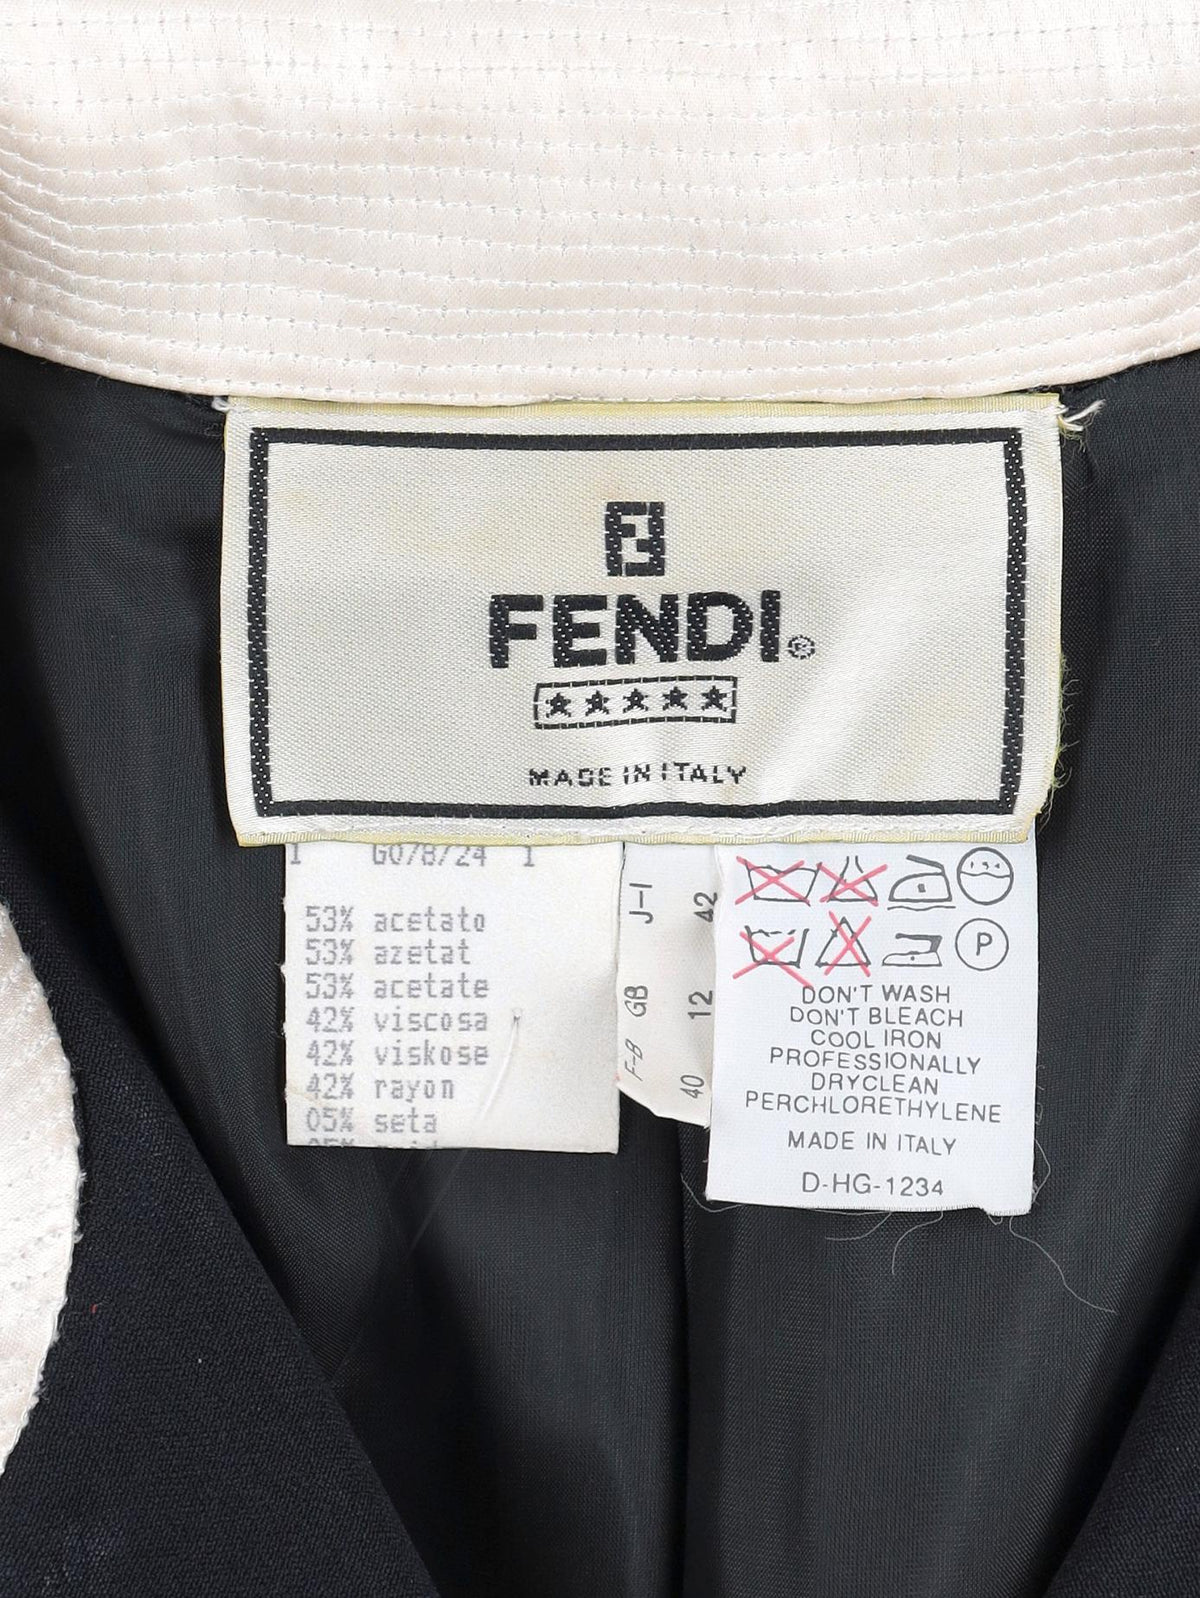 FENDI®
MADE IN ITALY
1 G078/24 1
53% acetato
53% azetat
53% acetate
42% viscosa
42% viskose
42% rayon
05% seta
J-I 42
GB 12
F-B 40
P
DON'T WASH
DON'T BLEACH
COOL IRON
PROFESSIONALLY
DRYCLEAN
PERCHLORETHYLENE
MADE IN ITALY
D-HG-1234